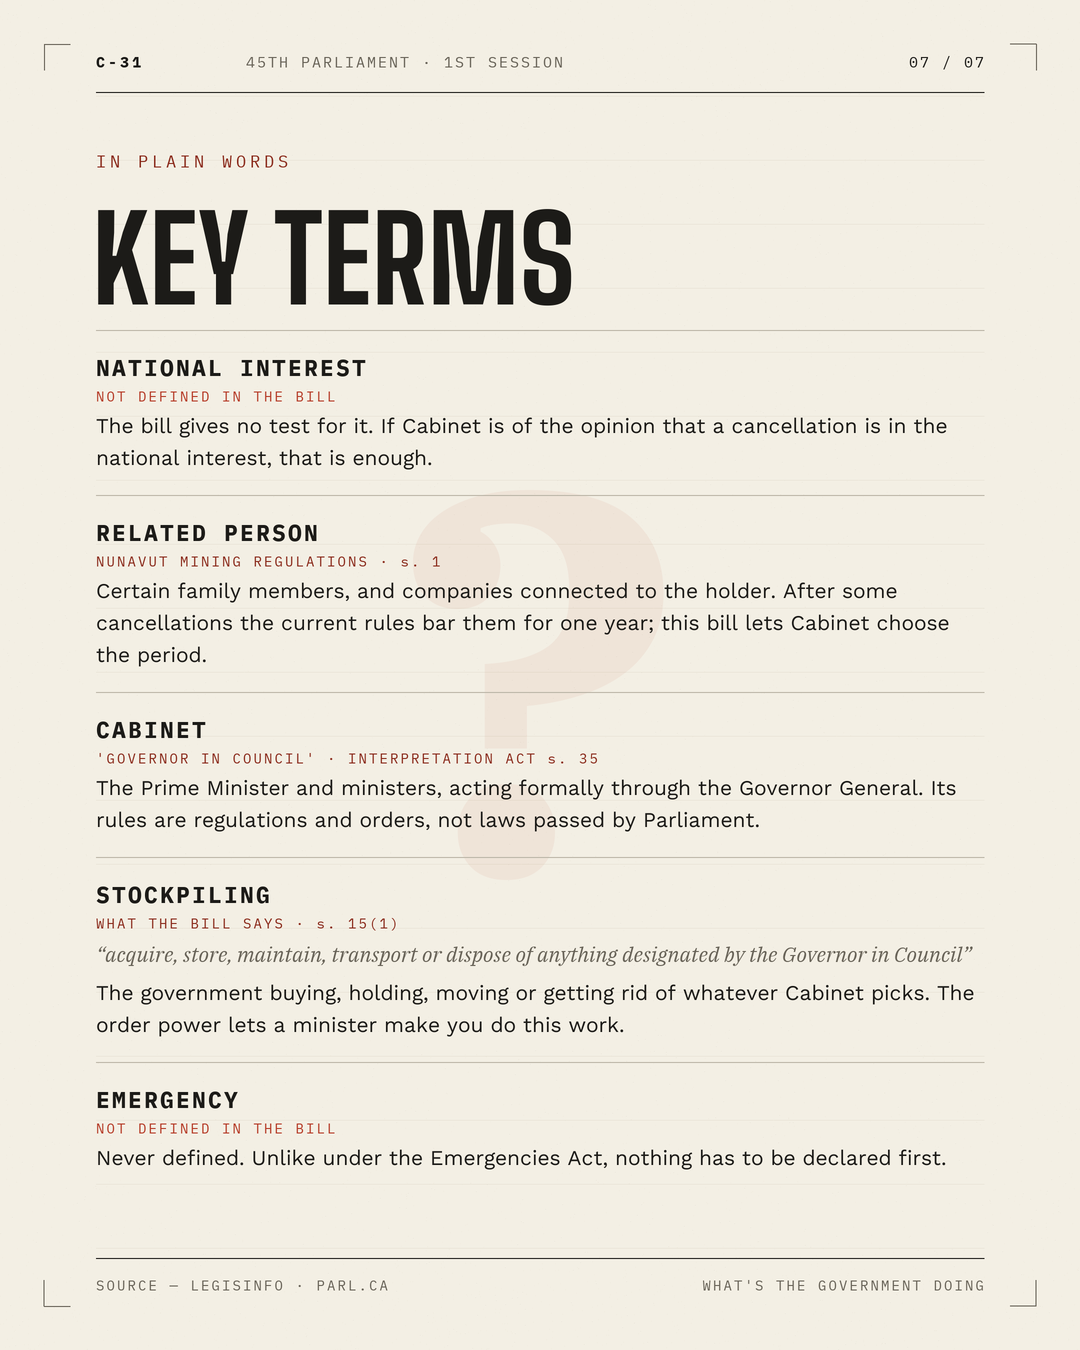 C-31 45TH PARLIAMENT · 1ST SESSION 07 / 07
IN PLAIN WORDS
KEY TERMS
NATIONAL INTEREST
NOT DEFINED IN THE BILL
The bill gives no test for it. If Cabinet is of the opinion that a cancellation is in the
national interest, that is enough.
RELATED PERSON
NUNAVUT MINING REGULATIONS · s. 1
Certain family members, and companies connected to the holder. After some
cancellations the current rules bar them for one year; this bill lets Cabinet choose
the period.
CABINET
'GOVERNOR IN COUNCIL' · INTERPRETATION ACT s. 35
The Prime Minister and ministers, acting formally through the Governor General. Its
rules are regulations and orders, not laws passed by Parliament.
STOCKPILING
WHAT THE BILL SAYS · s. 15(1)
“acquire, store, maintain, transport or dispose of anything designated by the Governor in Council”
The government buying, holding, moving or getting rid of whatever Cabinet picks. The
order power lets a minister make you do this work.
EMERGENCY
NOT DEFINED IN THE BILL
Never defined. Unlike under the Emergencies Act, nothing has to be declared first.
SOURCE — LEGISINFO · PARL.CA WHAT'S THE GOVERNMENT DOING
?